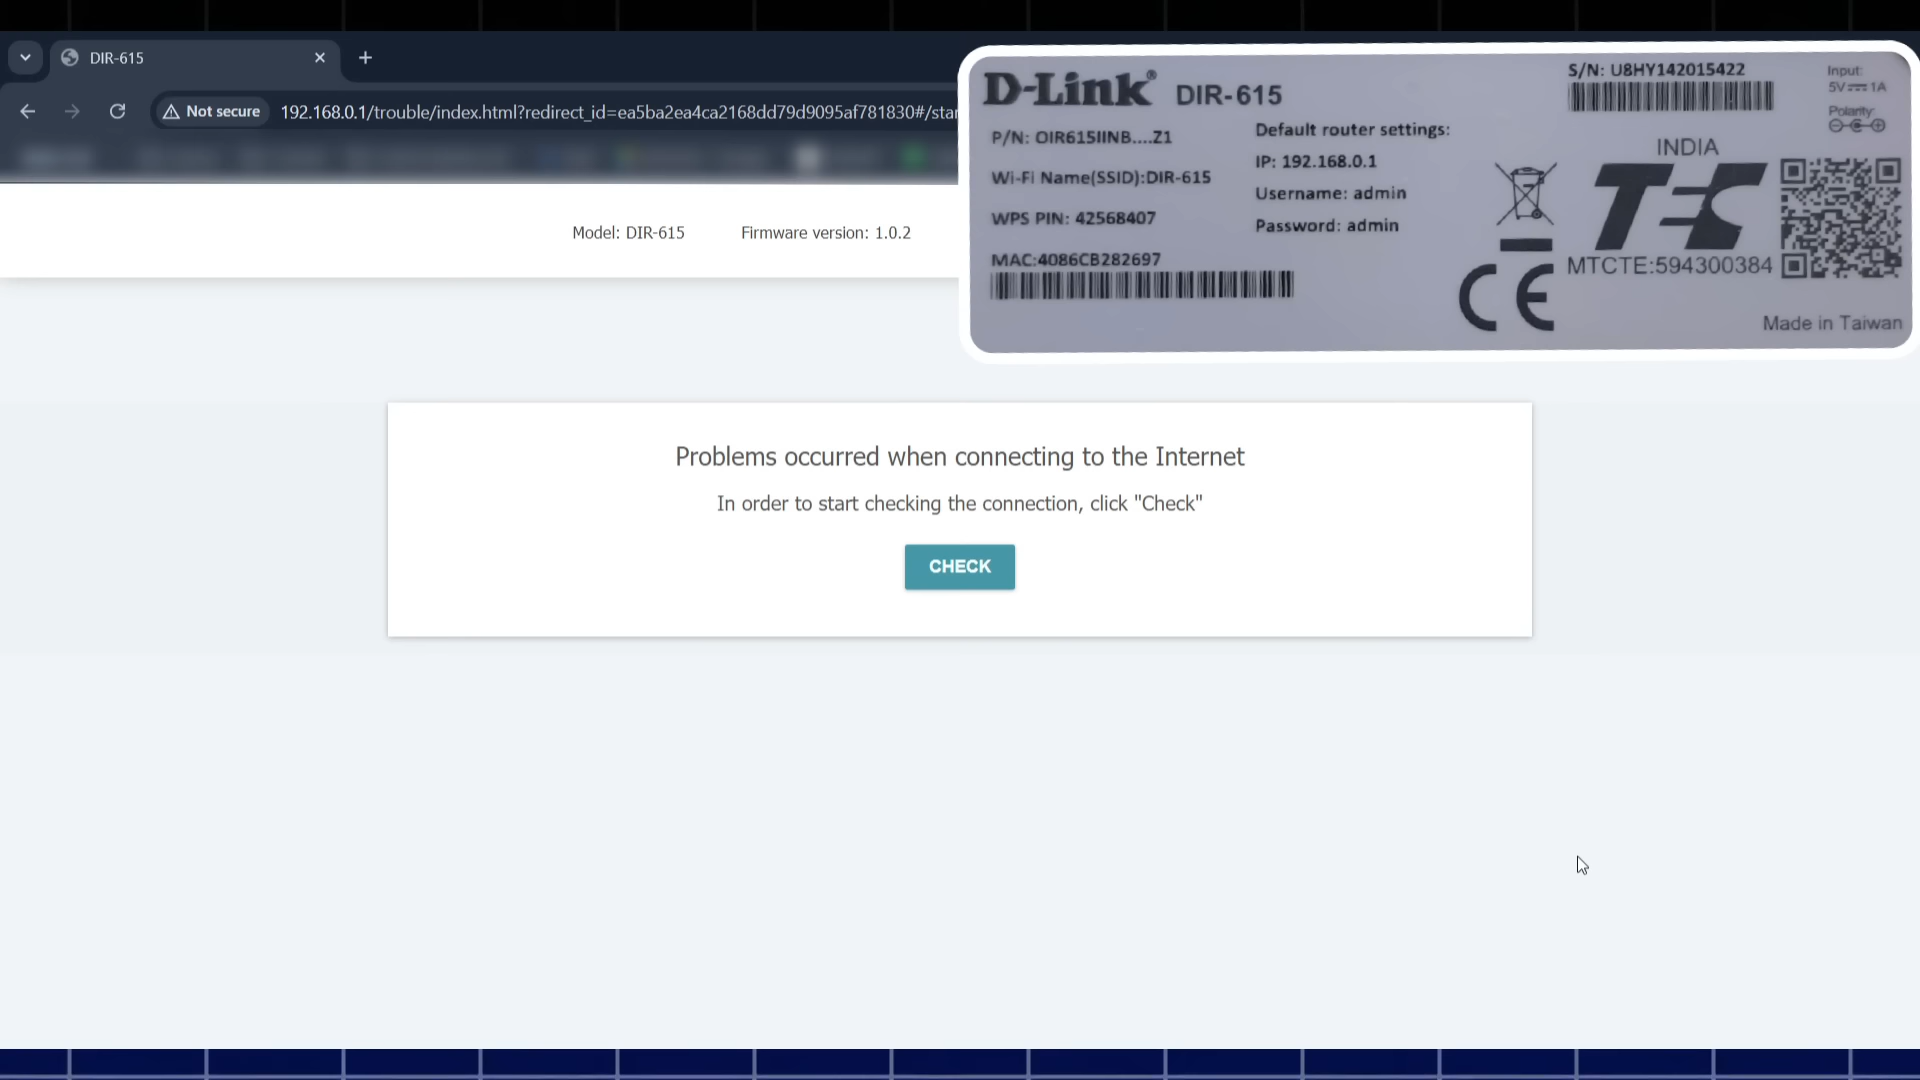 DIR-615
Not secure
192.168.0.1/trouble/index.html?redirect_id=ea5ba2ea4ca2168dd79d9095af781830#/star
D-Link® DIR-615
P/N: OIR615IINB....Z1
Wi-Fi Name(SSID):DIR-615
WPS PIN: 42568407
MAC:4086CB282697
Default router settings:
IP: 192.168.0.1
Username: admin
Password: admin
S/N: U8HY142015422
Input:
5V 1A
Polarity:
INDIA
TEC
MTCTE:594300384
CE
Made in Taiwan
Model: DIR-615
Firmware version: 1.0.2
Problems occurred when connecting to the Internet
In order to start checking the connection, click "Check"
CHECK